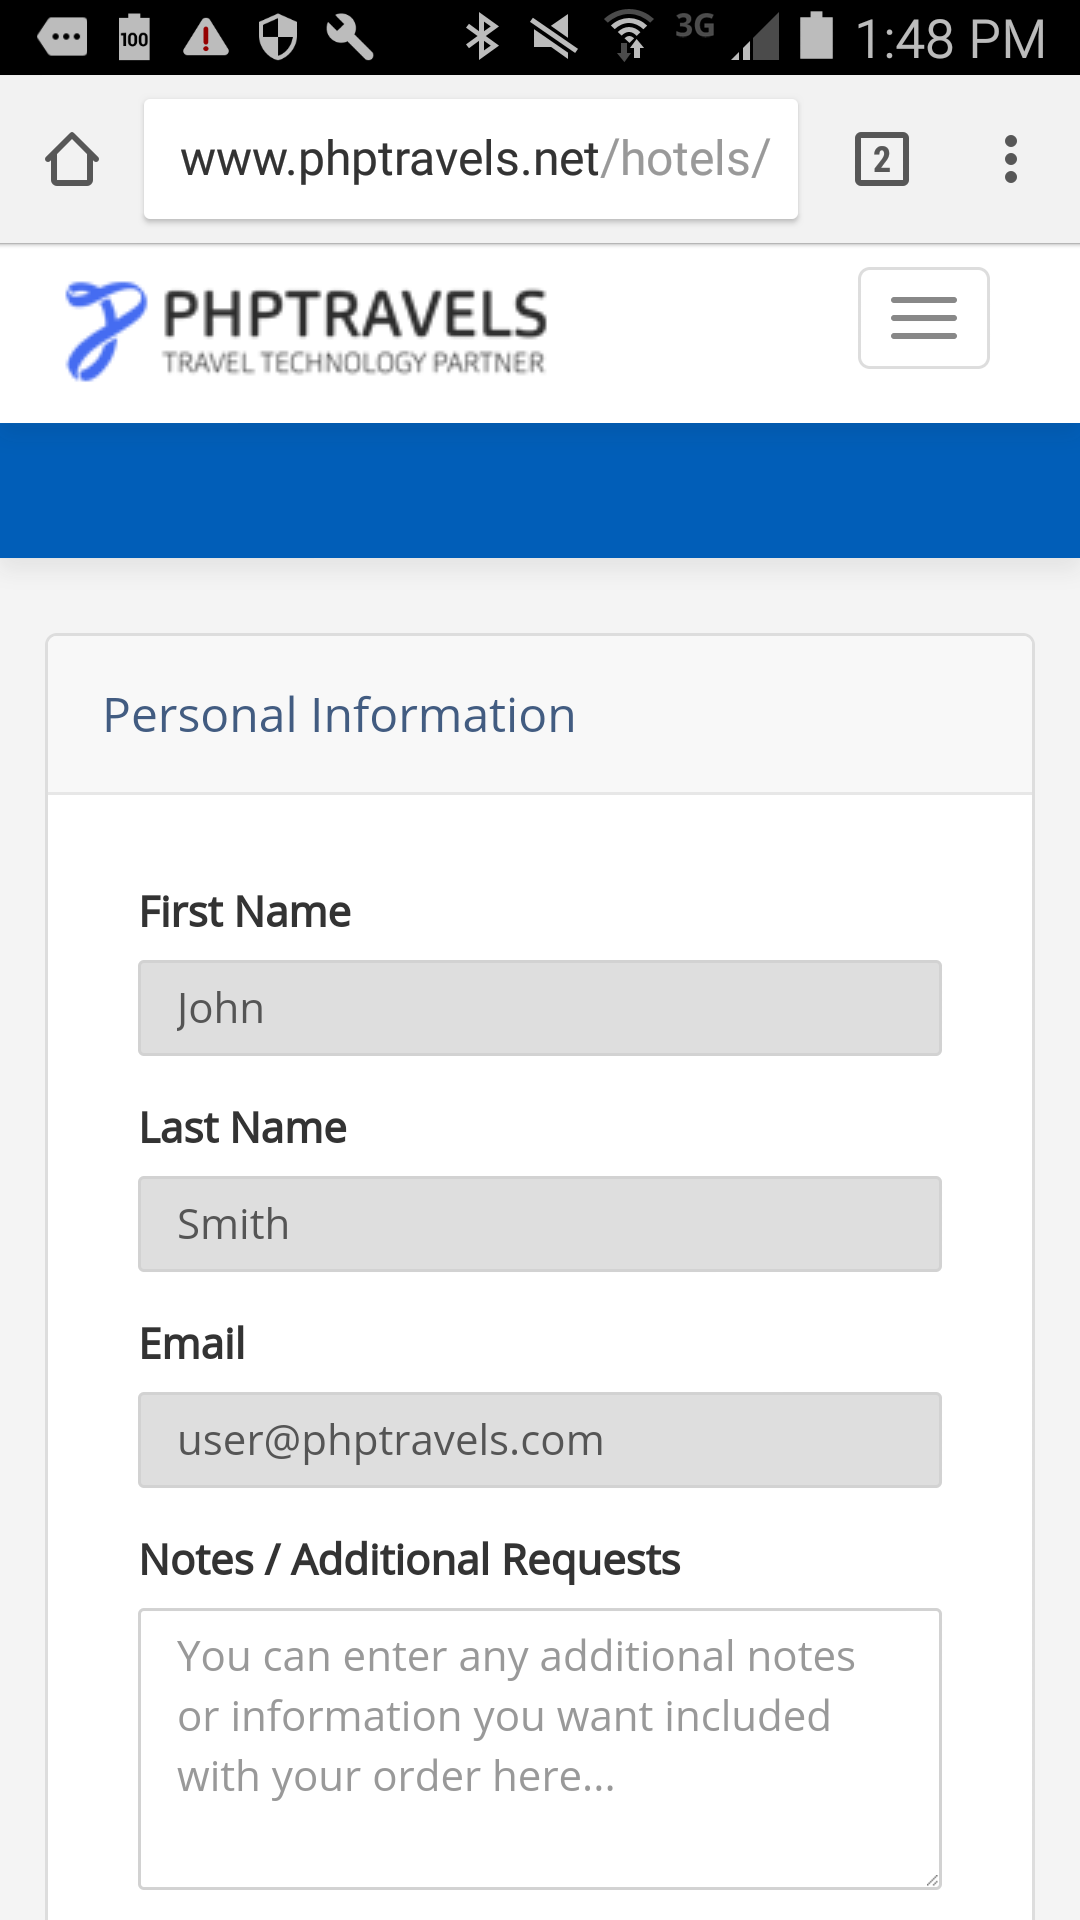 100
3G
1:48 PM
www.phptravels.net/hotels/
2
PHPTRAVELS
TRAVEL TECHNOLOGY PARTNER
Personal Information
First Name
John
Last Name
Smith
Email
user@phptravels.com
Notes / Additional Requests
You can enter any additional notes
or information you want included
with your order here...